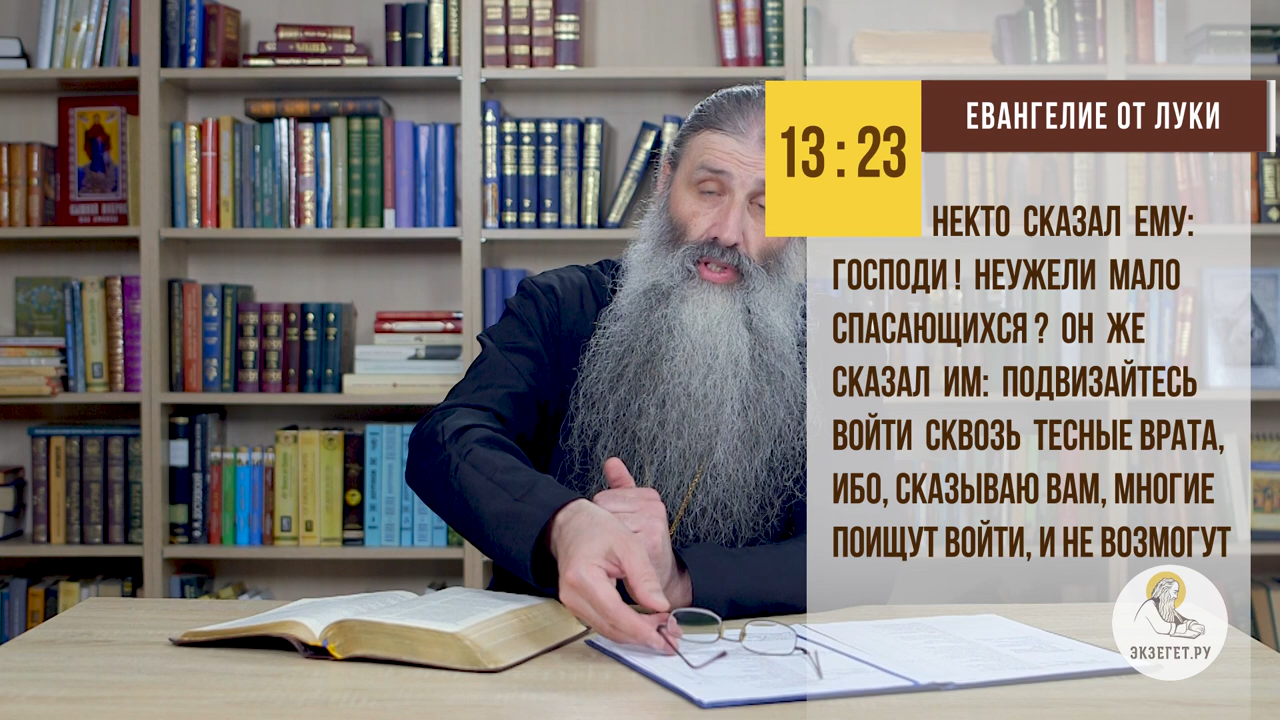 ЕВАНГЕЛИЕ ОТ ЛУКИ
13 : 23
НЕКТО СКАЗАЛ ЕМУ:
ГОСПОДИ! НЕУЖЕЛИ МАЛО
СПАСАЮЩИХСЯ? ОН ЖЕ
СКАЗАЛ ИМ: ПОДВИЗАЙТЕСЬ
ВОЙТИ СКВОЗЬ ТЕСНЫЕ ВРАТА,
ИБО, СКАЗЫВАЮ ВАМ, МНОГИЕ
ПОИЩУТ ВОЙТИ, И НЕ ВОЗМОГУТ
ЭКЗЕГЕТ.РУ